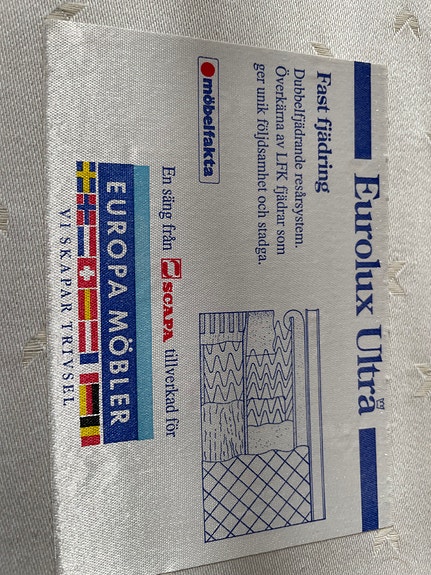 Eurolux Ultra
Fast fjädring
Dubbelfjädrande resårsystem.
Överkärna av LFK fjädrar som
ger unik följdsamhet och stadga.
möbelfakta
En säng från SCAPA tillverkad för
EUROPA MÖBLER
VI SKAPAR TRIVSEL